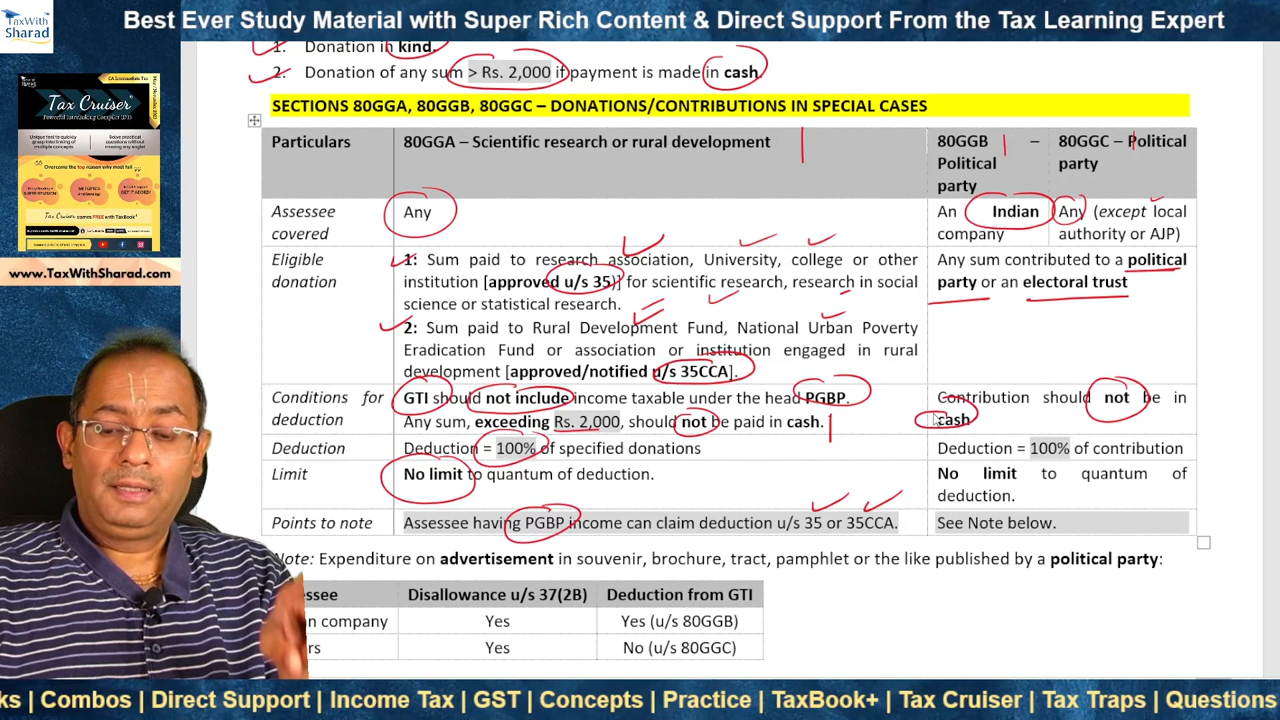 TaxWith
Sharad
Best Ever Study Material with Super Rich Content & Direct Support From the Tax Learning Expert
1. Donation in kind.
2. Donation of any sum > Rs. 2,000 if payment is made in cash.
SECTIONS 80GGA, 80GGB, 80GGC – DONATIONS/CONTRIBUTIONS IN SPECIAL CASES
Particulars
80GGA – Scientific research or rural development
80GGB –
Political
party
80GGC – Political
party
Assessee
covered
Any
An Indian
company
Any (except local
authority or AJP)
Eligible
donation
1: Sum paid to research association, University, college or other
institution [approved u/s 35)] for scientific research, research in social
science or statistical research.
2: Sum paid to Rural Development Fund, National Urban Poverty
Eradication Fund or association or institution engaged in rural
development [approved/notified u/s 35CCA].
Any sum contributed to a political
party or an electoral trust
Conditions for
deduction
GTI should not include income taxable under the head PGBP.
Any sum, exceeding Rs. 2,000, should not be paid in cash.
Contribution should not be in
cash
Deduction
Deduction = 100% of specified donations
Deduction = 100% of contribution
Limit
No limit to quantum of deduction.
No limit to quantum of
deduction.
Points to note
Assessee having PGBP income can claim deduction u/s 35 or 35CCA.
See Note below.
ote: Expenditure on advertisement in souvenir, brochure, tract, pamphlet or the like published by a political party:
essee
Disallowance u/s 37(2B)
Deduction from GTI
n company
Yes
Yes (u/s 80GGB)
rs
Yes
No (u/s 80GGC)
Tax Cruiser
www.TaxWithSharad.com
ks | Combos | Direct Support | Income Tax | GST | Concepts | Practice | TaxBook+ | Tax Cruiser | Tax Traps | Questions